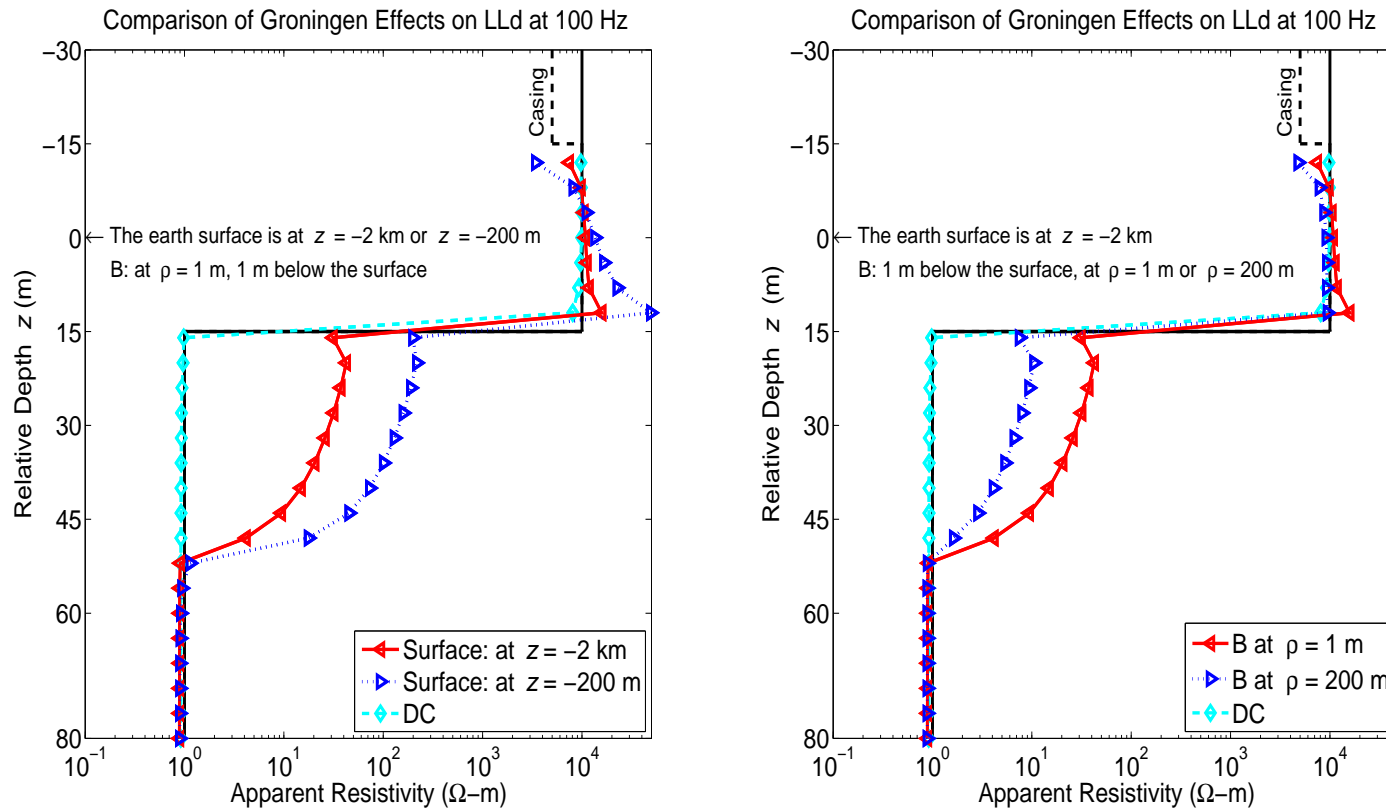 Comparison of Groningen Effects on LLd at 100 Hz
−30
−15
0
15
30
45
60
80
Relative Depth z (m)
Casing
← The earth surface is at z = −2 km or z = −200 m
B: at ρ = 1 m, 1 m below the surface
Surface: at z = −2 km
Surface: at z = −200 m
DC
10^−1 10^0 10^1 10^2 10^3 10^4
Apparent Resistivity (Ω−m)
Comparison of Groningen Effects on LLd at 100 Hz
−30
−15
0
15
30
45
60
80
Relative Depth z (m)
Casing
← The earth surface is at z = −2 km
B: 1 m below the surface, at ρ = 1 m or ρ = 200 m
B at ρ = 1 m
B at ρ = 200 m
DC
10^−1 10^0 10^1 10^2 10^3 10^4
Apparent Resistivity (Ω−m)